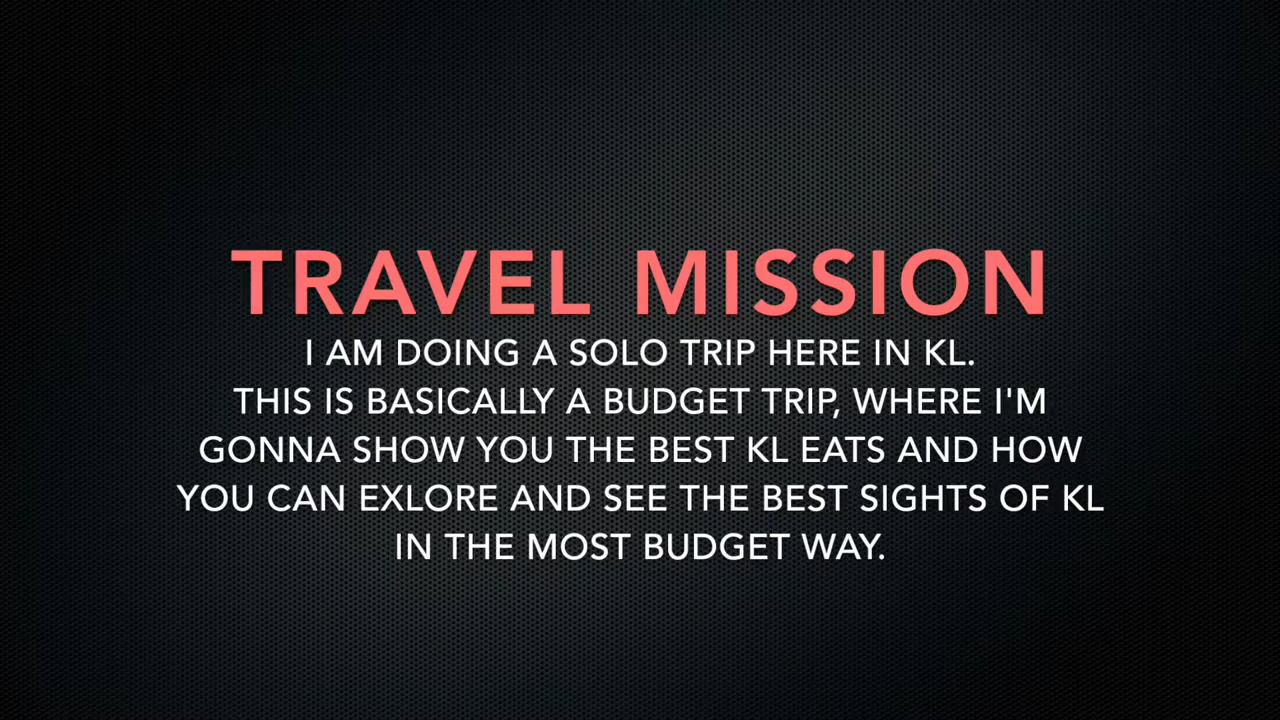 TRAVEL MISSION
I AM DOING A SOLO TRIP HERE IN KL.
THIS IS BASICALLY A BUDGET TRIP, WHERE I'M
GONNA SHOW YOU THE BEST KL EATS AND HOW
YOU CAN EXLORE AND SEE THE BEST SIGHTS OF KL
IN THE MOST BUDGET WAY.